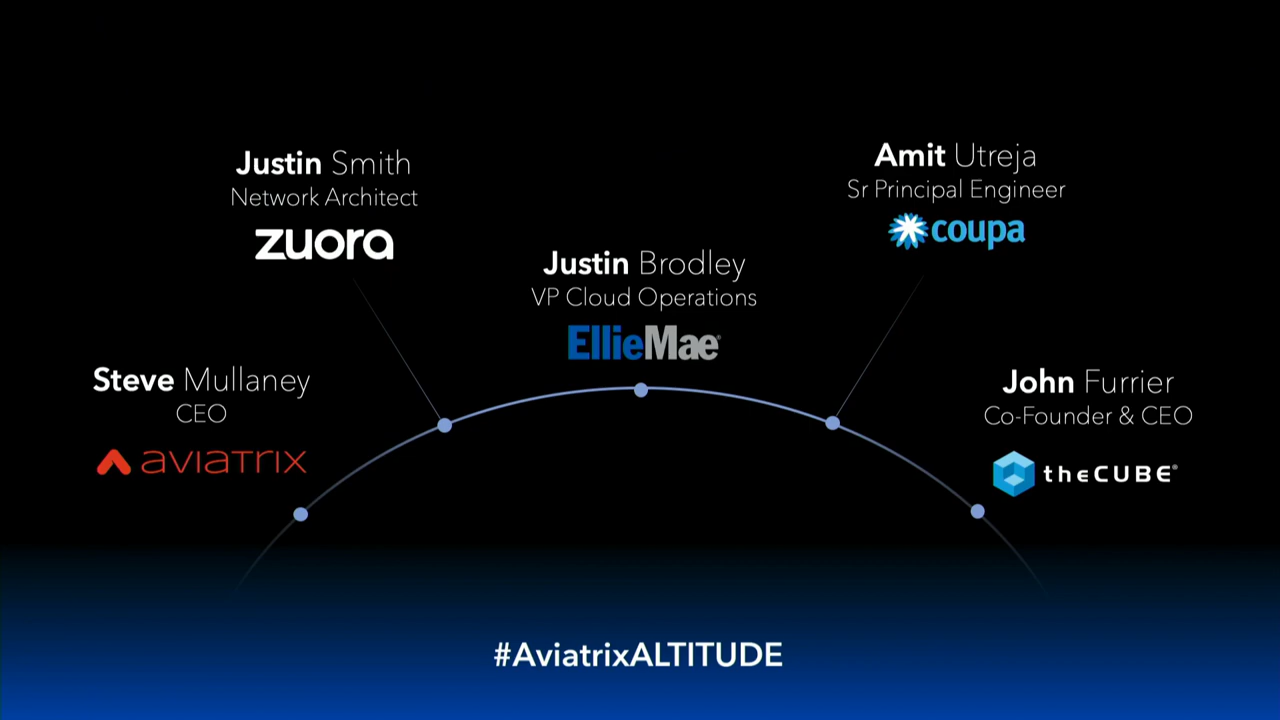 Justin Smith
Network Architect
zuora
Amit Utreja
Sr Principal Engineer
coupa
Justin Brodley
VP Cloud Operations
EllieMae®
Steve Mullaney
CEO
aviatrix
John Furrier
Co-Founder & CEO
theCUBE®
#AviatrixALTITUDE